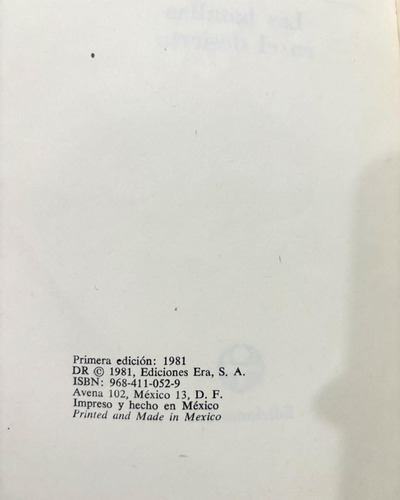 Primera edición: 1981
DR © 1981, Ediciones Era, S. A.
ISBN: 968-411-052-9
Avena 102, México 13, D. F.
Impreso y hecho en México
Printed and Made in Mexico